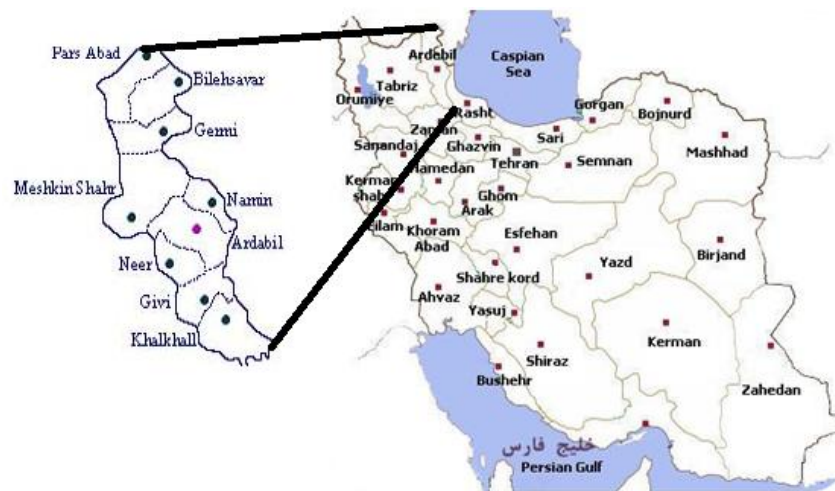 Pars Abad
Bilehsavar
Germi
Meshkin Shahr
Namin
Ardabil
Neer
Givi
Khalkhall
Caspian
Sea
Ardebil
Tabriz
Orumiye
Rasht
Zanjan
Ghazvin
Sari
Gorgan
Bojnurd
Mashhad
Sanandaj
Hamedan
Tehran
Semnan
Kerman
shah
Ghom
Arak
Eilam
Khoram
Abad
Esfehan
Yazd
Birjand
Shahre kord
Ahvaz
Yasuj
Shiraz
Kerman
Zahedan
Bushehr
خلیج فارس
Persian Gulf